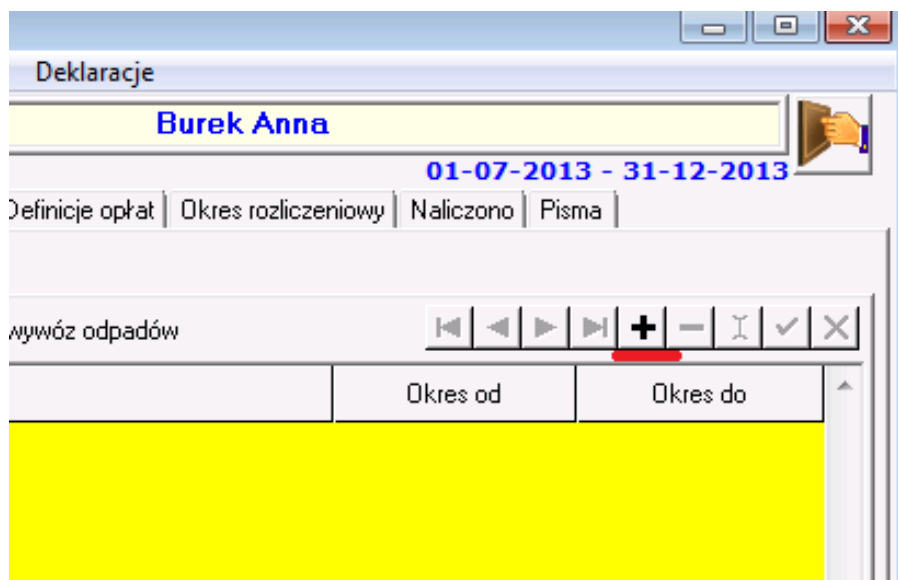 Deklaracje
Burek Anna
01-07-2013 - 31-12-2013
Definicje opłat Okres rozliczeniowy Naliczono Pisma
wywóz odpadów
Okres od Okres do